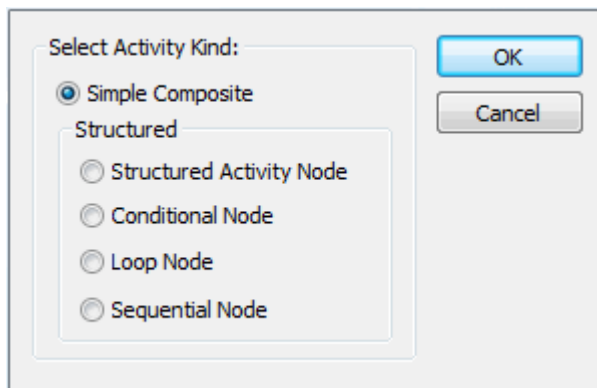 Select Activity Kind:
OK
Simple Composite
Cancel
Structured
Structured Activity Node
Conditional Node
Loop Node
Sequential Node